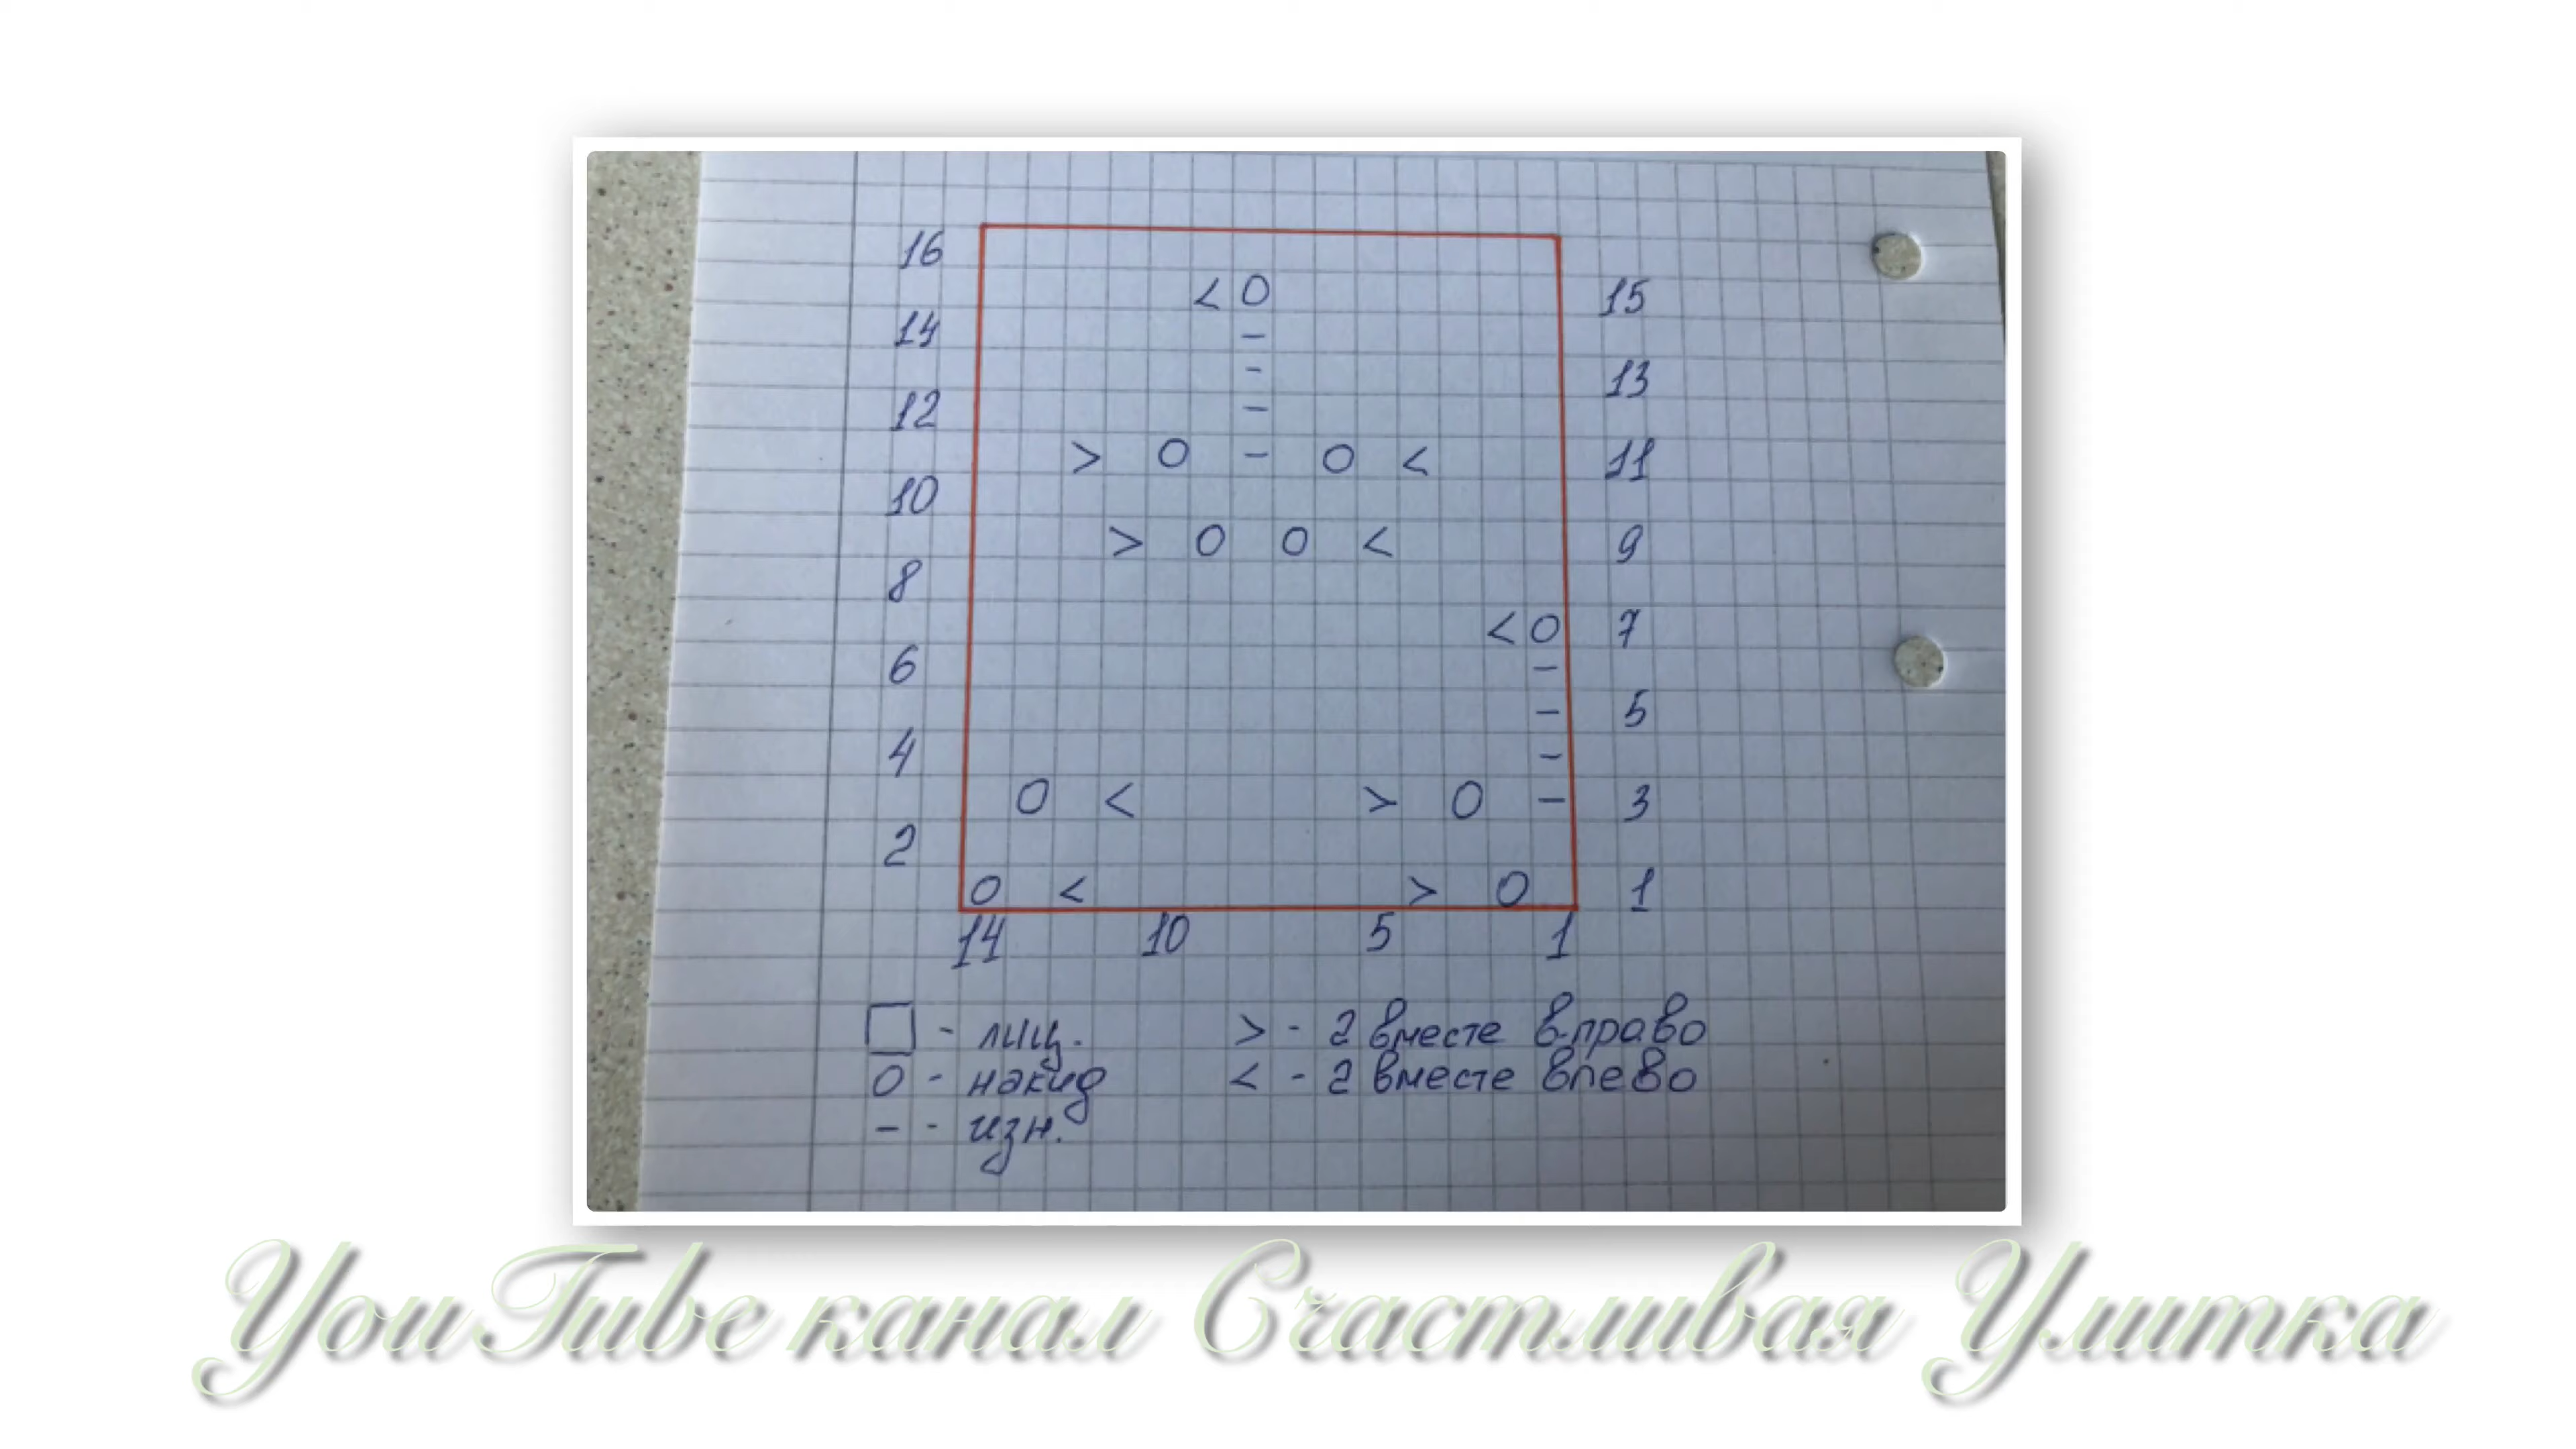 16
< O 15
14 -
-
13
12 -
> O - O < 11
10
> O O < 9
8
< O 7
6 -
- 5
4 -
O < > O - 3
2
O < > O 1
14 10 5 1
□ - лиц. > - 2 вместе вправо
O - накид < - 2 вместе влево
- - изн.
YouTube канал Счастливая Улитка